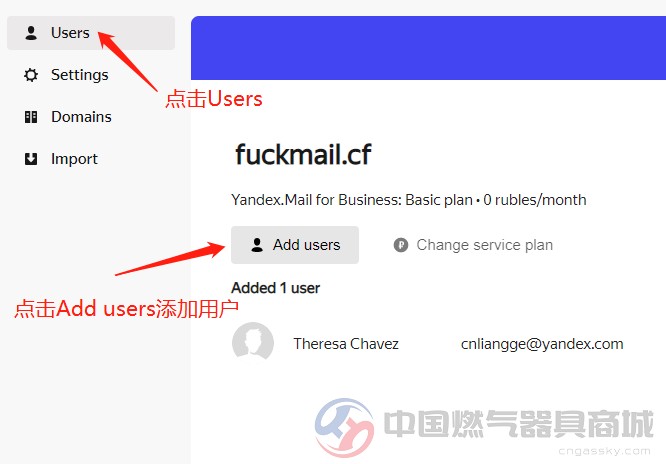 Users
Settings
点击Users
Domains
Import
fuckmail.cf
Yandex.Mail for Business: Basic plan • 0 rubles/month
Add users
Change service plan
Added 1 user
点击Add users添加用户
Theresa Chavez
cnliangge@yandex.com
中国燃气器具商城
cngassky.com